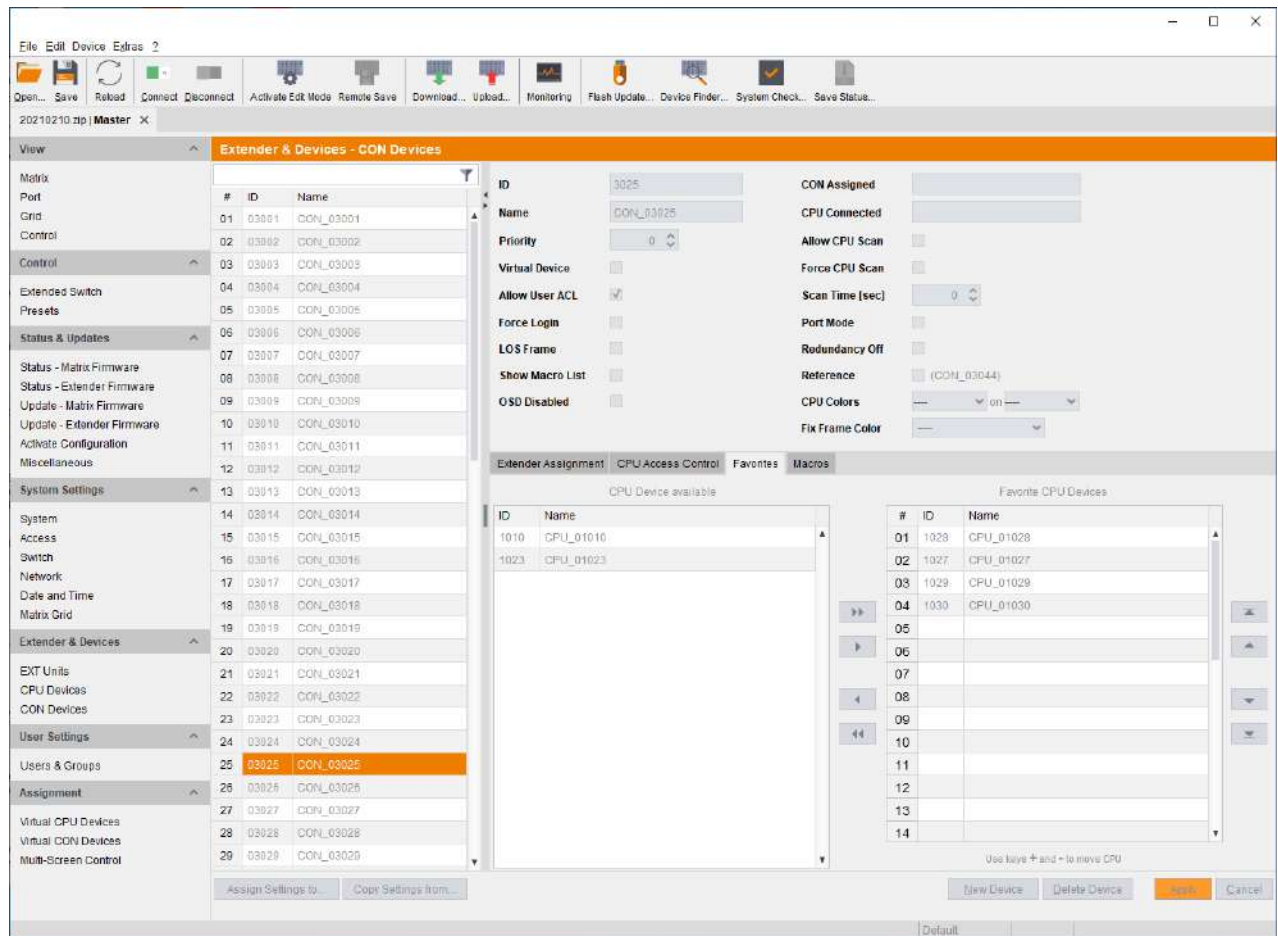 File Edit Device Extras ?
Open... Save Reload Connect Disconnect Activate Edit Mode Remote Save Download... Upload... Monitoring Flash Update... Device Finder... System Check... Save Status...
20210210.zip | Master
View
Matrix
Port
Grid
Control
Control
Extended Switch
Presets
Status & Updates
Status - Matrix Firmware
Status - Extender Firmware
Update - Matrix Firmware
Update - Extender Firmware
Activate Configuration
Miscellaneous
System Settings
System
Access
Switch
Network
Date and Time
Matrix Grid
Extender & Devices
EXT Units
CPU Devices
CON Devices
User Settings
Users & Groups
Assignment
Virtual CPU Devices
Virtual CON Devices
Multi-Screen Control
Extender & Devices - CON Devices
# ID Name
01 03001 CON_03001
02 03002 CON_03002
03 03003 CON_03003
04 03004 CON_03004
05 03005 CON_03005
06 03006 CON_03006
07 03007 CON_03007
08 03008 CON_03008
09 03009 CON_03009
10 03010 CON_03010
11 03011 CON_03011
12 03012 CON_03012
13 03013 CON_03013
14 03014 CON_03014
15 03015 CON_03015
16 03016 CON_03016
17 03017 CON_03017
18 03018 CON_03018
19 03019 CON_03019
20 03020 CON_03020
21 03021 CON_03021
22 03022 CON_03022
23 03023 CON_03023
24 03024 CON_03024
25 03025 CON_03025
26 03026 CON_03026
27 03027 CON_03027
28 03028 CON_03028
29 03029 CON_03029
ID 3025
Name CON_03025
Priority 0
Virtual Device
Allow User ACL
Force Login
LOS Frame
Show Macro List
OSD Disabled
CON Assigned
CPU Connected
Allow CPU Scan
Force CPU Scan
Scan Time [sec] 0
Port Mode
Redundancy Off
Reference (CON_03044)
CPU Colors ---- on ----
Fix Frame Color ----
Extender Assignment CPU Access Control Favorites Macros
CPU Device available
ID Name
1010 CPU_01010
1023 CPU_01023
Favorite CPU Devices
# ID Name
01 1028 CPU_01028
02 1027 CPU_01027
03 1029 CPU_01029
04 1030 CPU_01030
05
06
07
08
09
10
11
12
13
14
Use keys + and - to move CPU
Assign Settings to... Copy Settings from... New Device Delete Device Apply Cancel
Default